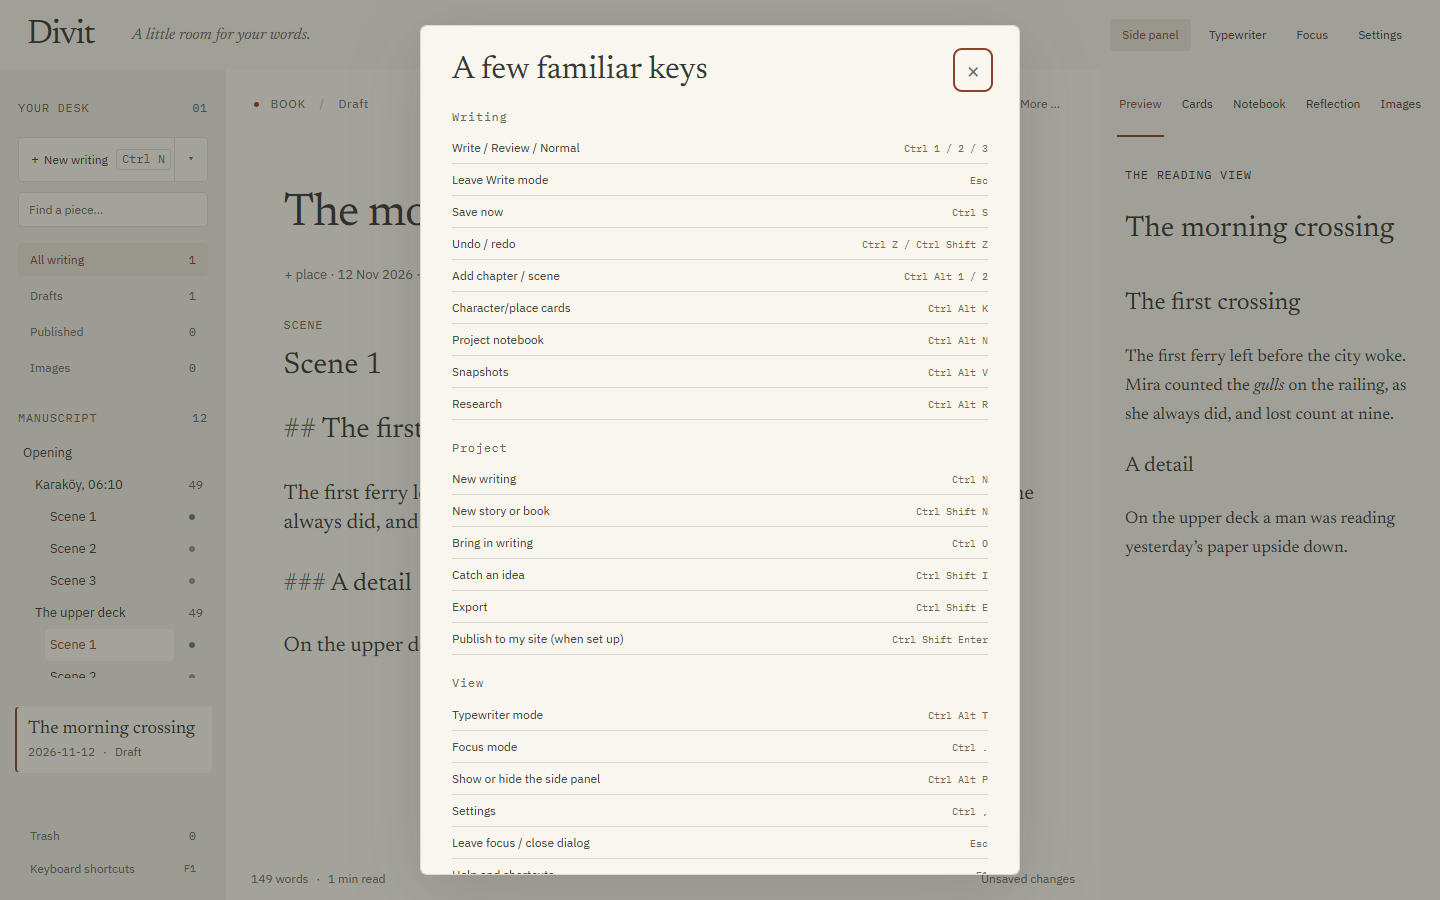 Divit
A little room for your words.
Side panel
Typewriter
Focus
Settings
YOUR DESK 01
+ New writing Ctrl N
Find a piece...
All writing 1
Drafts 1
Published 0
Images 0
MANUSCRIPT 12
Opening
Karaköy, 06:10 49
Scene 1
Scene 2
Scene 3
The upper deck 49
Scene 1
Scene 2
The morning crossing
2026-11-12 · Draft
Trash 0
Keyboard shortcuts F1
BOOK / Draft
More ...
The mo
+ place · 12 Nov 2026 ·
SCENE
Scene 1
## The first
The first ferry
always did, and
### A detail
On the upper d
149 words · 1 min read
Unsaved changes
A few familiar keys
×
Writing
Write / Review / Normal Ctrl 1 / 2 / 3
Leave Write mode Esc
Save now Ctrl S
Undo / redo Ctrl Z / Ctrl Shift Z
Add chapter / scene Ctrl Alt 1 / 2
Character/place cards Ctrl Alt K
Project notebook Ctrl Alt N
Snapshots Ctrl Alt V
Research Ctrl Alt R
Project
New writing Ctrl N
New story or book Ctrl Shift N
Bring in writing Ctrl O
Catch an idea Ctrl Shift I
Export Ctrl Shift E
Publish to my site (when set up) Ctrl Shift Enter
View
Typewriter mode Ctrl Alt T
Focus mode Ctrl .
Show or hide the side panel Ctrl Alt P
Settings Ctrl ,
Leave focus / close dialog Esc
Help and shortcuts F1
Preview
Cards
Notebook
Reflection
Images
THE READING VIEW
The morning crossing
The first crossing
The first ferry left before the city woke.
Mira counted the gulls on the railing, as
she always did, and lost count at nine.
A detail
On the upper deck a man was reading
yesterday’s paper upside down.